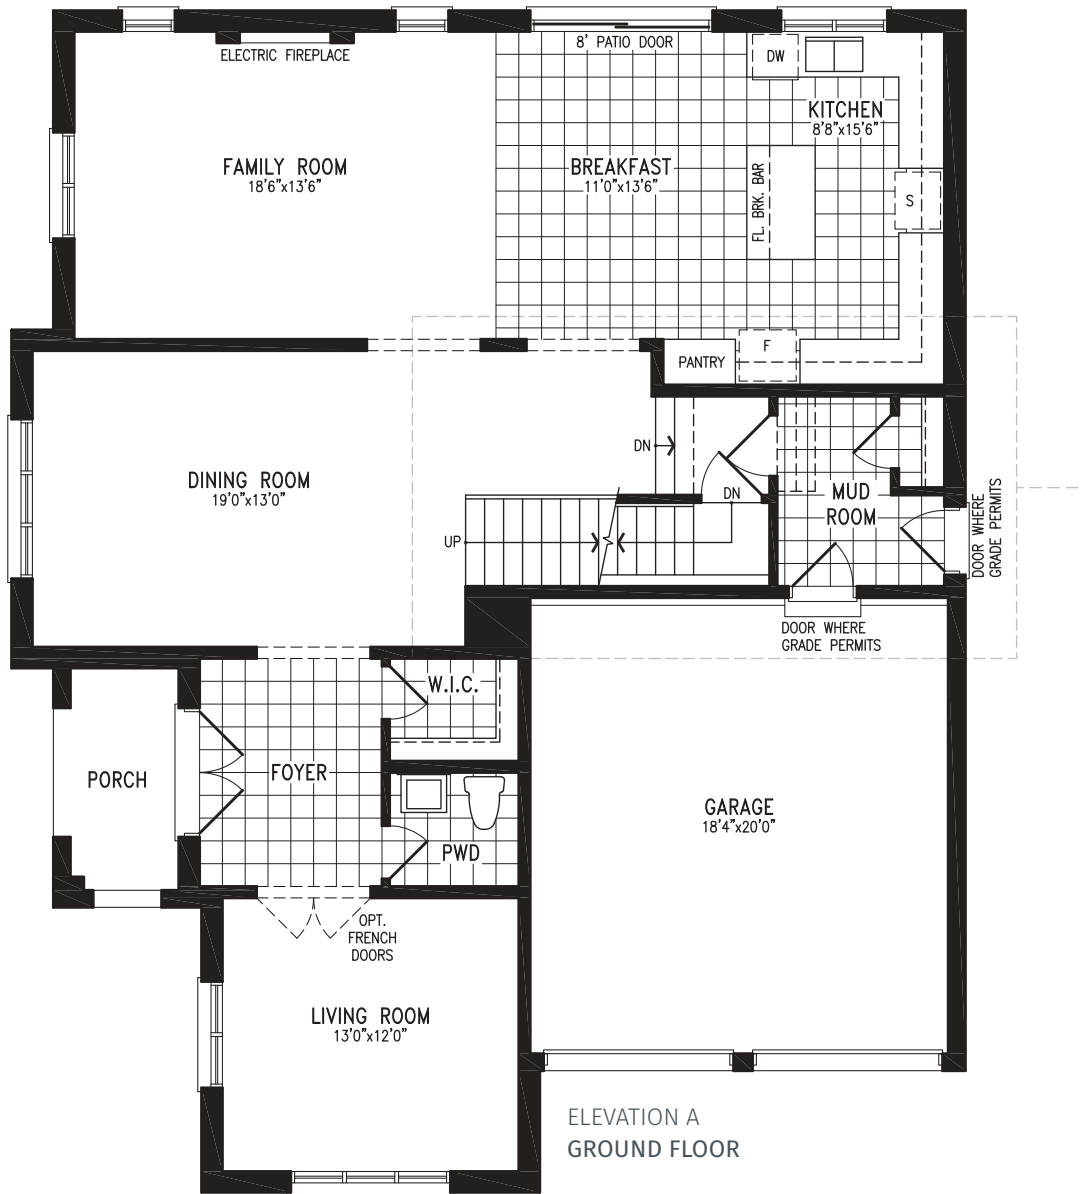 8' PATIO DOOR
ELECTRIC FIREPLACE
DW
KITCHEN
8'8"x15'6"
FAMILY ROOM
18'6"x13'6"
BREAKFAST
11'0"x13'6"
FL. BRK. BAR
S
F
PANTRY
DINING ROOM
19'0"x13'0"
DN
DN
UP
MUD
ROOM
DOOR WHERE
GRADE PERMITS
DOOR WHERE
GRADE PERMITS
W.I.C.
PORCH
FOYER
PWD
GARAGE
18'4"x20'0"
OPT.
FRENCH
DOORS
LIVING ROOM
13'0"x12'0"
ELEVATION A
GROUND FLOOR